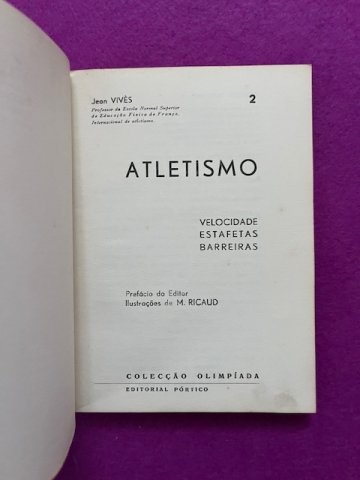 Jean VIVÈS
2
Professor da Escola Normal Superior
de Educação Física de França.
Internacional de atletismo.
ATLETISMO
VELOCIDADE
ESTAFETAS
BARREIRAS
Prefácio do Editor
Ilustrações de M. RICAUD
COLECÇÃO OLIMPÍADA
EDITORIAL PÓRTICO